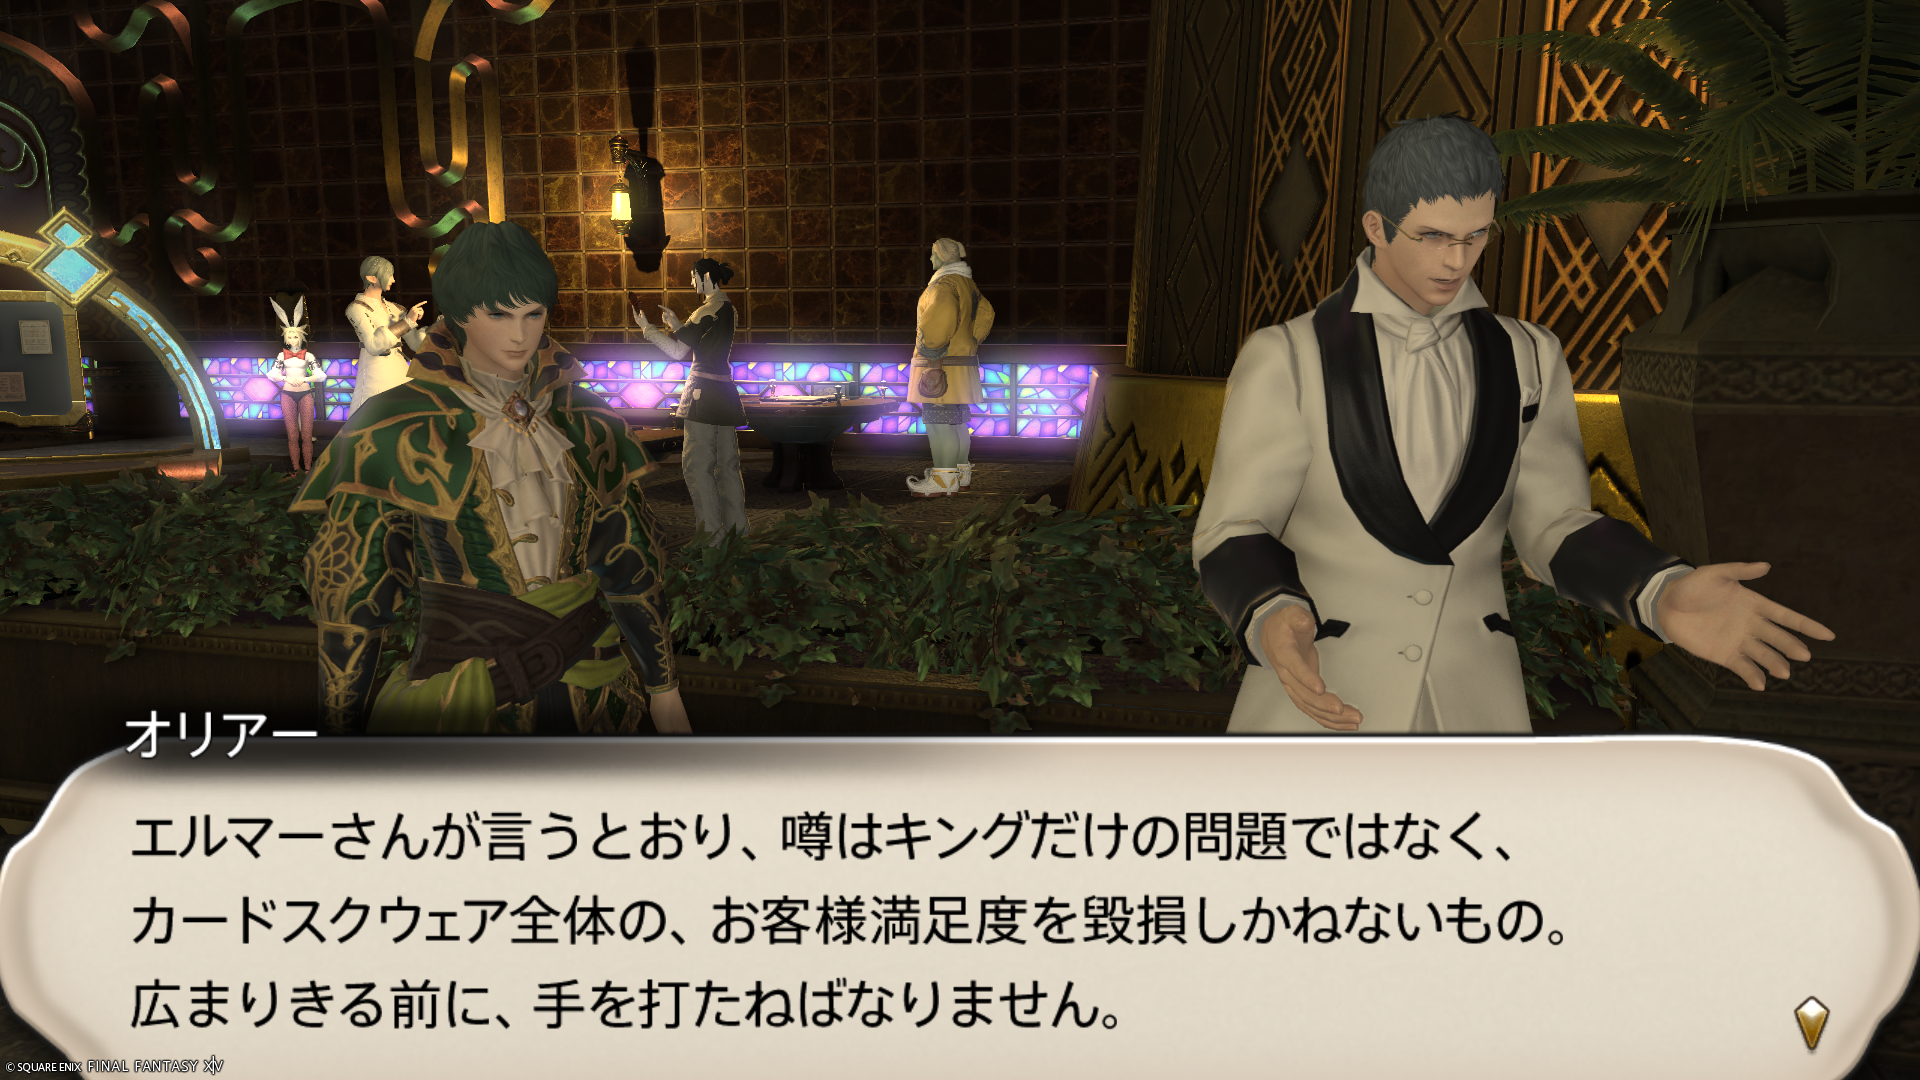 オリアー
エルマーさんが言うとおり、噂はキングだけの問題ではなく、
カードスクウェア全体の、お客様満足度を毀損しかねないもの。
広まりきる前に、手を打たねばなりません。
© SQUARE ENIX FINAL FANTASY XIV